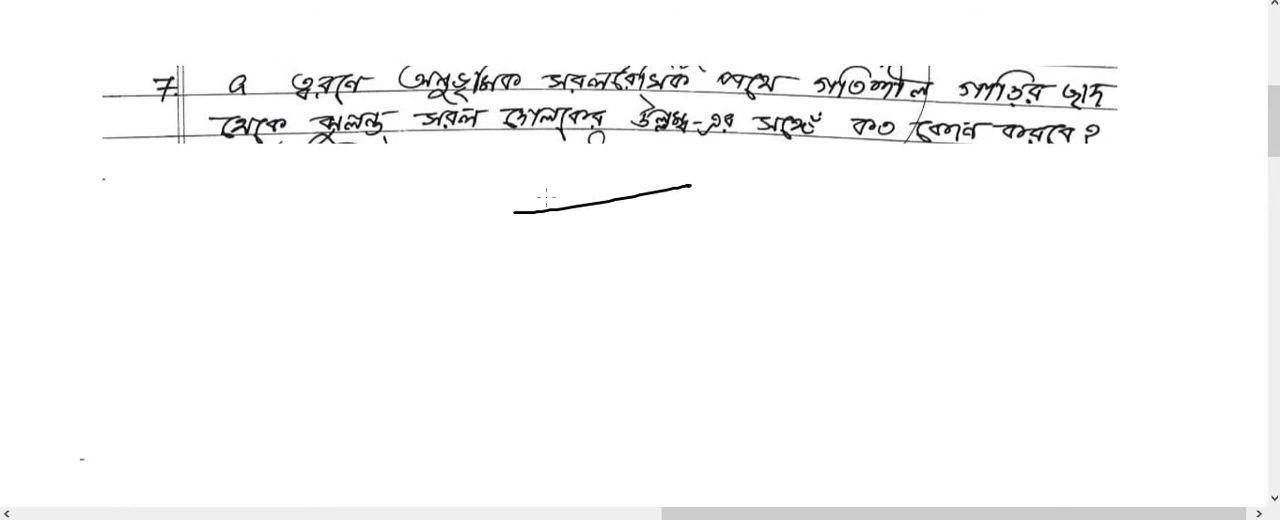 7. a ত্বরণে অনুভূমিক সরলরৈখিক পথে গতিশীল গাড়ির ছাদ
থেকে ঝুলন্ত সরল দোলকের উল্লম্ব-এর সঙ্গে কত কোন করবে?